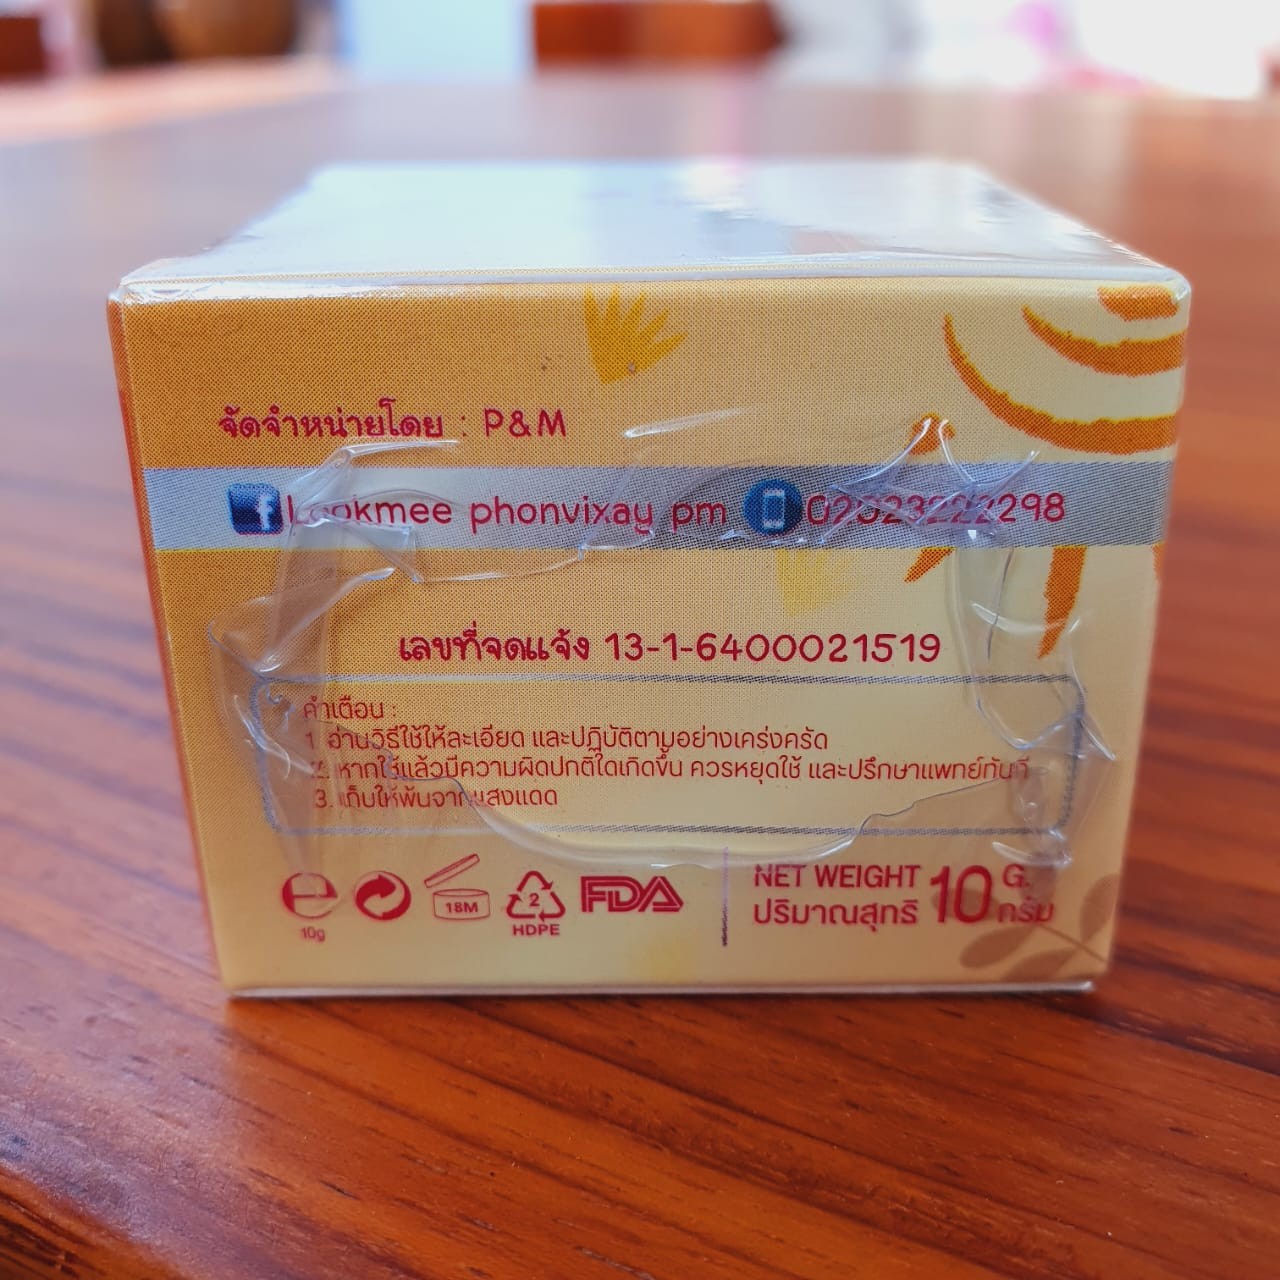 จัดจำหน่ายโดย : P&M
Lookmee phonvixay pm 02023222298
เลขที่จดแจ้ง 13-1-6400021519
คำเตือน :
1. อ่านวิธีใช้ให้ละเอียด และปฏิบัติตามอย่างเคร่งครัด
2. หากใช้แล้วมีความผิดปกติใดเกิดขึ้น ควรหยุดใช้ และปรึกษาแพทย์ทันที
3. เก็บให้พ้นจากแสงแดด
e 10g
18M
2 HDPE
FDA
NET WEIGHT 10 G.
ปริมาณสุทธิ กรัม